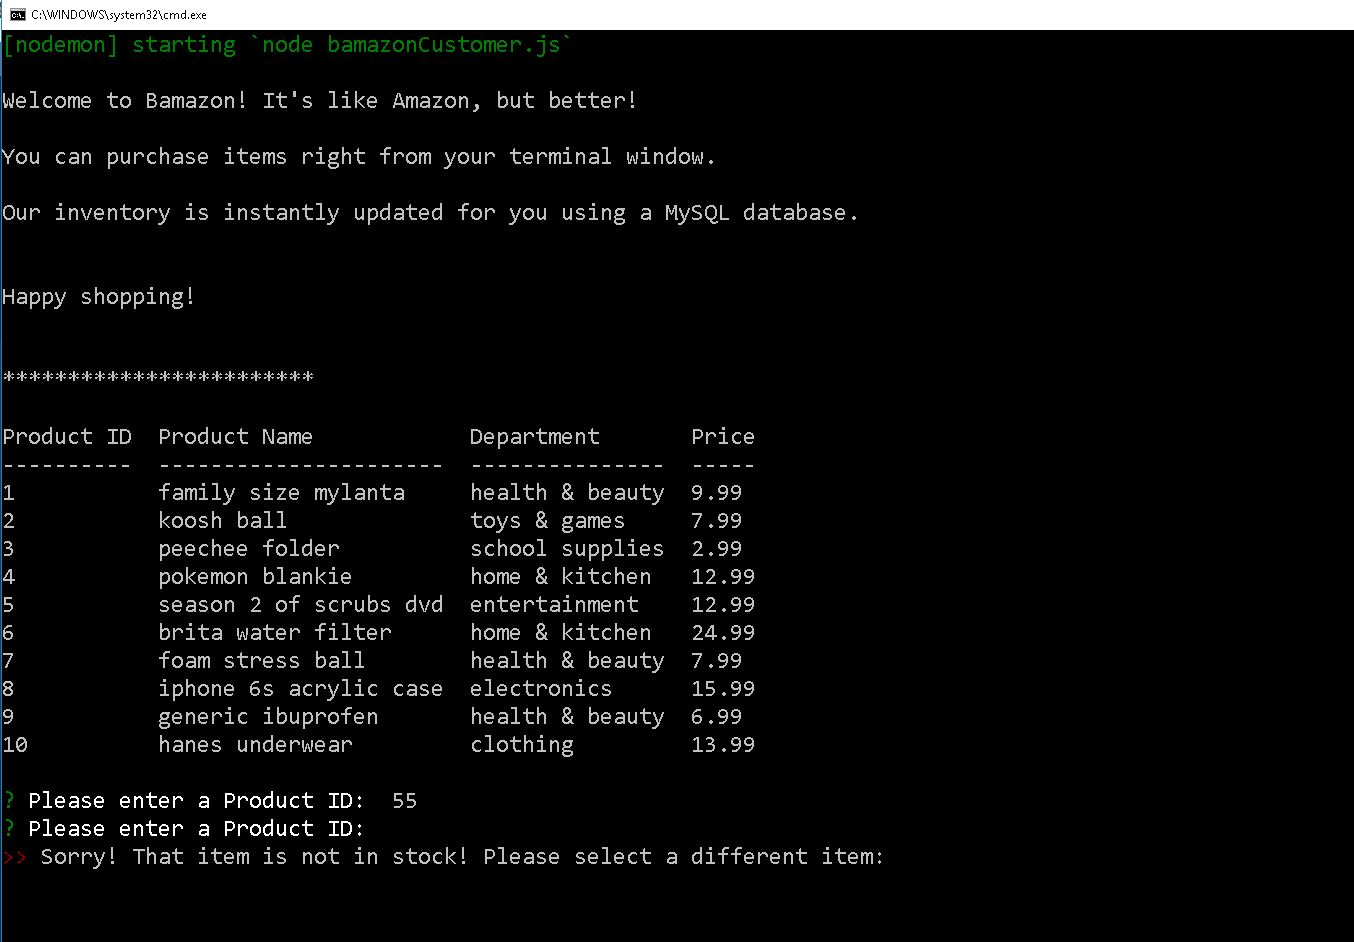 C:\WINDOWS\system32\cmd.exe
[nodemon] starting `node bamazonCustomer.js`
Welcome to Bamazon! It's like Amazon, but better!
You can purchase items right from your terminal window.
Our inventory is instantly updated for you using a MySQL database.
Happy shopping!
************************
Product ID  Product Name            Department       Price
----------  ----------------------  ---------------  -----
1           family size mylanta     health & beauty  9.99
2           koosh ball              toys & games     7.99
3           peechee folder          school supplies  2.99
4           pokemon blankie         home & kitchen   12.99
5           season 2 of scrubs dvd  entertainment    12.99
6           brita water filter      home & kitchen   24.99
7           foam stress ball        health & beauty  7.99
8           iphone 6s acrylic case  electronics      15.99
9           generic ibuprofen       health & beauty  6.99
10          hanes underwear         clothing         13.99
? Please enter a Product ID:  55
? Please enter a Product ID:
>> Sorry! That item is not in stock! Please select a different item: